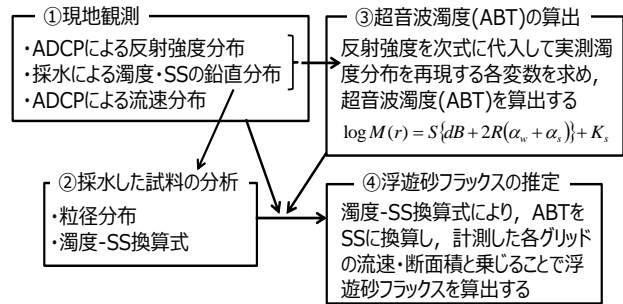 ①現地観測
・ADCPによる反射強度分布
・採水による濁度・SSの鉛直分布
・ADCPによる流速分布
③超音波濁度(ABT)の算出
反射強度を次式に代入して実測濁
度分布を再現する各変数を求め，
超音波濁度(ABT)を算出する
log M(r) = S{dB + 2R(α_w + α_s)} + K_s
②採水した試料の分析
・粒径分布
・濁度-SS換算式
④浮遊砂フラックスの推定
濁度-SS換算式により，ABTを
SSに換算し，計測した各グリッド
の流速・断面積と乗じることで浮
遊砂フラックスを算出する